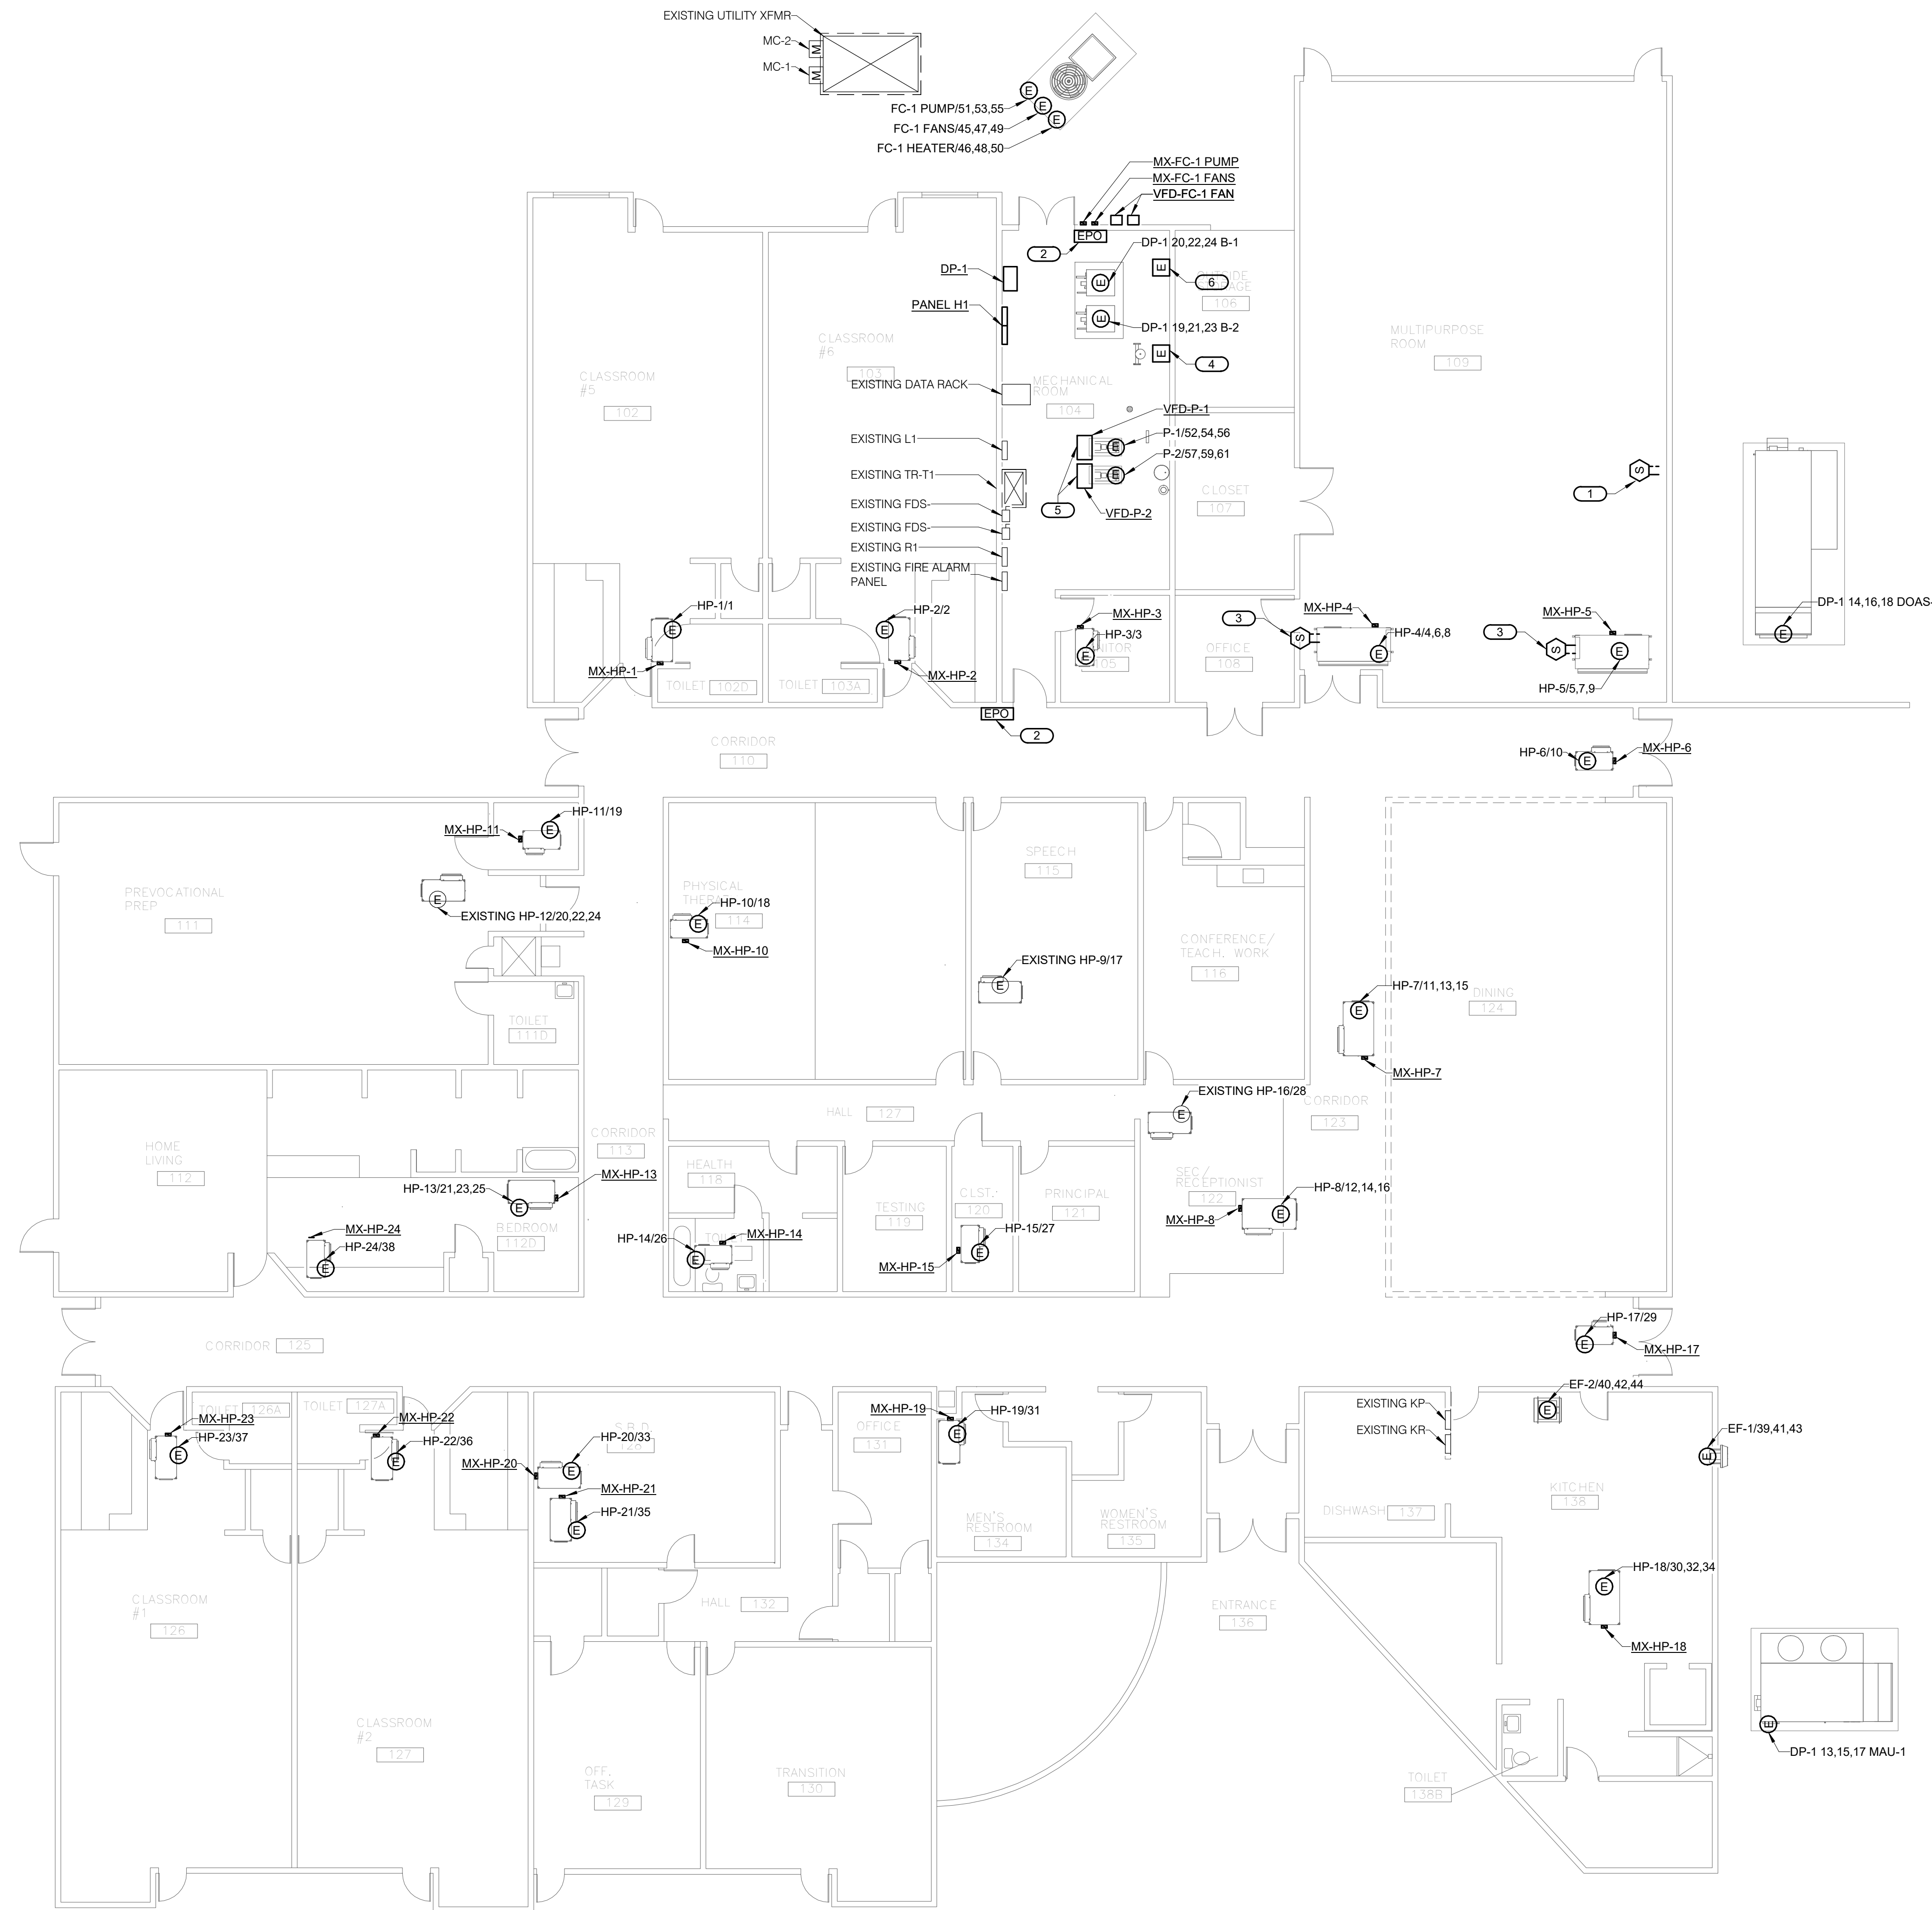 EXISTING UTILITY XFMR
MC-2
M
MC-1
M
E
E
E
FC-1 PUMP/51,53,55
FC-1 FANS/45,47,49
FC-1 HEATER/46,48,50
MX-FC-1 PUMP
MX-FC-1 FANS
VFD-FC-1 FAN
EPO
2
DP-1 20,22,24 B-1
E
E
6
DP-1
PANEL H1
E
DP-1 19,21,23 B-2
E
4
106
CLASSROOM
#6
103
MULTIPURPOSE
ROOM
109
CLASSROOM
#5
102
EXISTING DATA RACK
MECHANICAL
ROOM
104
VFD-P-1
EXISTING L1
E
P-1/52,54,56
E
P-2/57,59,61
EXISTING TR-T1
5
VFD-P-2
CLOSET
107
S
1
EXISTING FDS-
EXISTING FDS-
EXISTING R1
EXISTING FIRE ALARM
PANEL
HP-1/1
E
MX-HP-1
HP-2/2
E
MX-HP-2
TOILET 102D
TOILET 103A
MX-HP-3
HP-3/3
E
105
OFFICE
108
3
S
MX-HP-4
HP-4/4,6,8
E
3
S
MX-HP-5
E
HP-5/5,7,9
DP-1 14,16,18 DOAS-
E
EPO
2
CORRIDOR
110
HP-6/10
E
MX-HP-6
HP-11/19
MX-HP-11
E
PREVOCATIONAL
PREP
111
E
EXISTING HP-12/20,22,24
PHYSICAL
114
HP-10/18
E
MX-HP-10
SPEECH
115
EXISTING HP-9/17
E
CONFERENCE/
TEACH. WORK
116
HP-7/11,13,15
E
MX-HP-7
DINING
124
TOILET
111D
HOME
LIVING
112
CORRIDOR
113
HALL 127
EXISTING HP-16/28
E
CORRIDOR
123
HP-13/21,23,25
E
MX-HP-13
BEDROOM
112D
MX-HP-24
HP-24/38
E
HEALTH
118
HP-14/26
E
MX-HP-14
TESTING
119
CLST.
120
HP-15/27
E
MX-HP-15
PRINCIPAL
121
SEC/
RECEPTIONIST
122
HP-8/12,14,16
E
MX-HP-8
CORRIDOR 125
HP-17/29
E
MX-HP-17
TOILET 126A
MX-HP-23
HP-23/37
E
TOILET 127A
MX-HP-22
HP-22/36
E
S.B.D.
128
HP-20/33
E
MX-HP-20
MX-HP-21
HP-21/35
E
OFFICE
131
MX-HP-19
HP-19/31
E
MEN'S
RESTROOM
134
WOMEN'S
RESTROOM
135
EXISTING KP
EXISTING KR
EF-2/40,42,44
E
EF-1/39,41,43
E
DISHWASH 137
KITCHEN
138
HP-18/30,32,34
E
MX-HP-18
CLASSROOM
#1
126
HALL 132
ENTRANCE
136
CLASSROOM
#2
127
OFF.
TASK
129
TRANSITION
130
TOILET
138B
E
DP-1 13,15,17 MAU-1